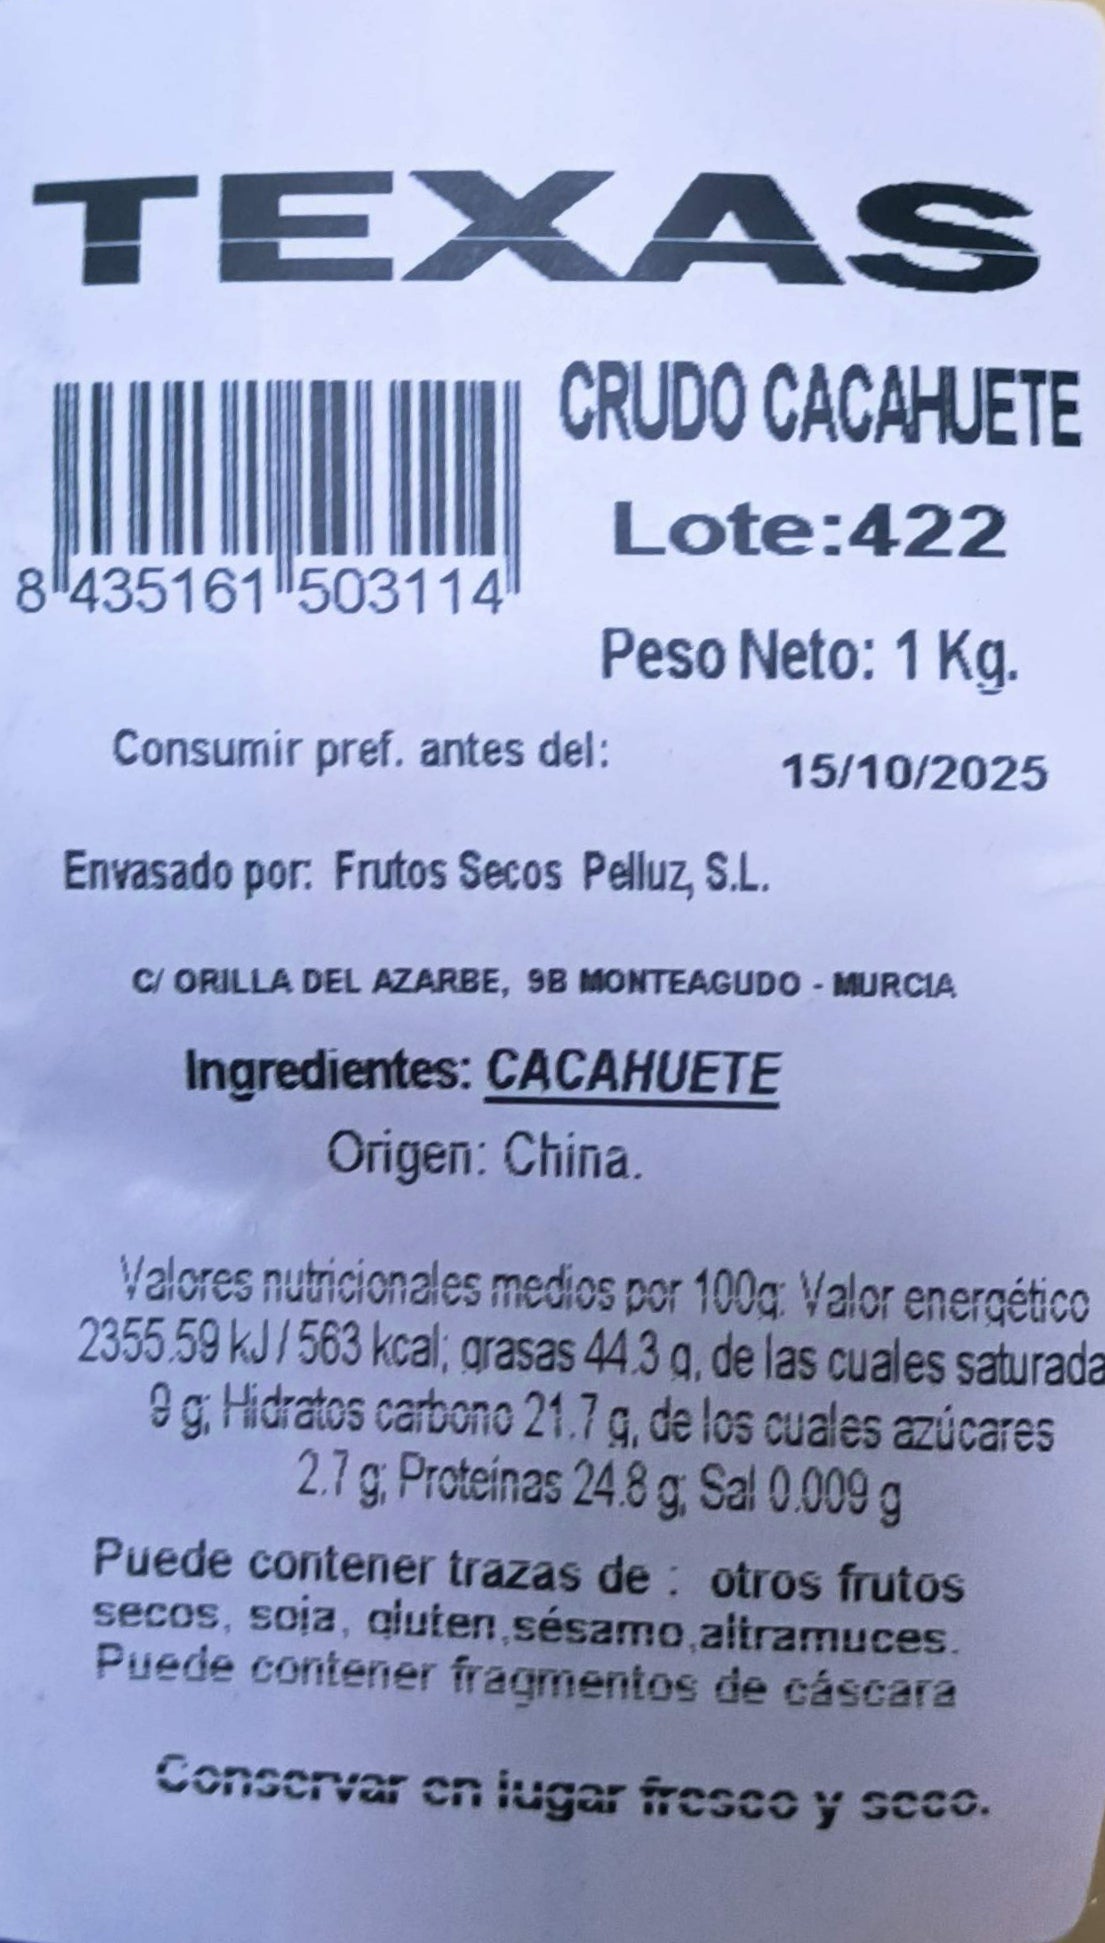 TEXAS
CRUDO CACAHUETE
Lote:422
8 435161 503114
Peso Neto: 1 Kg.
Consumir pref. antes del: 15/10/2025
Envasado por: Frutos Secos Pelluz, S.L.
C/ ORILLA DEL AZARBE, 9B MONTEAGUDO - MURCIA
Ingredientes: CACAHUETE
Origen: China.
Valores nutricionales medios por 100g: Valor energético
2355.59 kJ / 563 kcal; grasas 44.3 g, de las cuales saturada
9 g; Hidratos carbono 21.7 g, de los cuales azúcares
2.7 g; Proteínas 24.8 g; Sal 0.009 g
Puede contener trazas de : otros frutos
secos, soja, gluten,sésamo,altramuces.
Puede contener fragmentos de cáscara
Conservar en lugar fresco y seco.